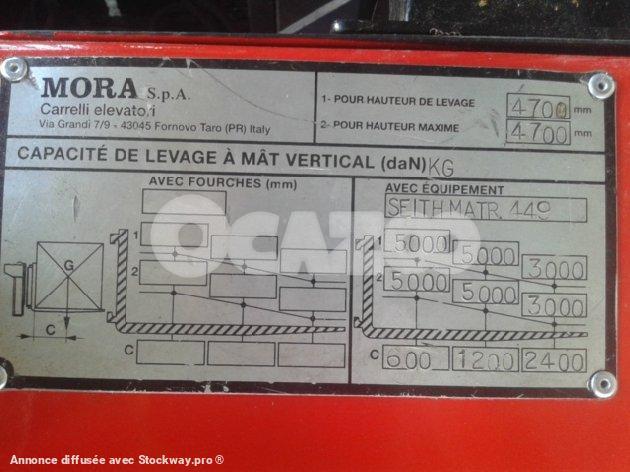 MORA S.p.A.
Carrelli elevatori
Via Grandi 7/9 - 43045 Fornovo Taro (PR) Italy
1- POUR HAUTEUR DE LEVAGE 4700 mm
2- POUR HAUTEUR MAXIME 4700 mm
CAPACITÉ DE LEVAGE À MÂT VERTICAL (daN) KG
AVEC FOURCHES (mm)
AVEC ÉQUIPEMENT
SEITH MATR. 449
OCAZOO
1
1 5000 5000 3000
G
2
2 5000 5000 3000
C
C
C 600 1200 2400
Annonce diffusée avec Stockway.pro ®